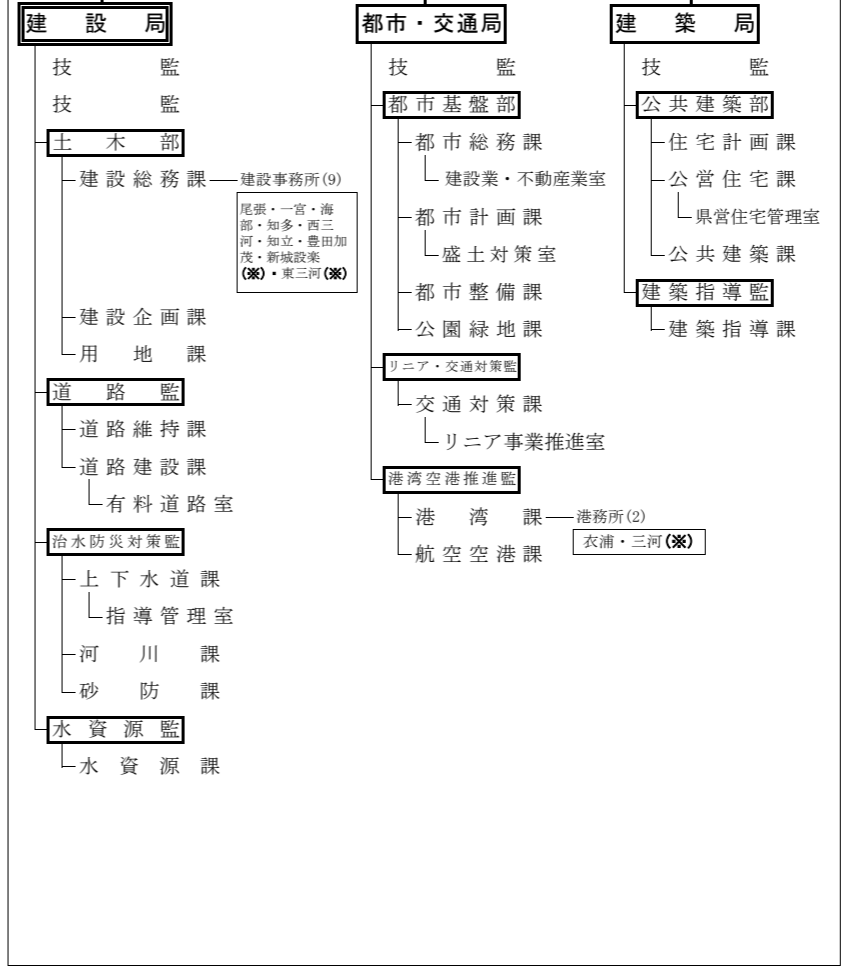 建設局
技監
技監
土木部
建設総務課
建設事務所(9)
尾張・一宮・海
部・知多・西三
河・知立・豊田加
茂・新城設楽
(※)・東三河(※)
建設企画課
用地課
道路監
道路維持課
道路建設課
有料道路室
治水防災対策監
上下水道課
指導管理室
河川課
砂防課
水資源監
水資源課
都市・交通局
技監
都市基盤部
都市総務課
建設業・不動産業室
都市計画課
盛土対策室
都市整備課
公園緑地課
リニア・交通対策監
交通対策課
リニア事業推進室
港湾空港推進監
港湾課
港務所(2)
衣浦・三河(※)
航空空港課
建築局
技監
公共建築部
住宅計画課
公営住宅課
県営住宅管理室
公共建築課
建築指導監
建築指導課